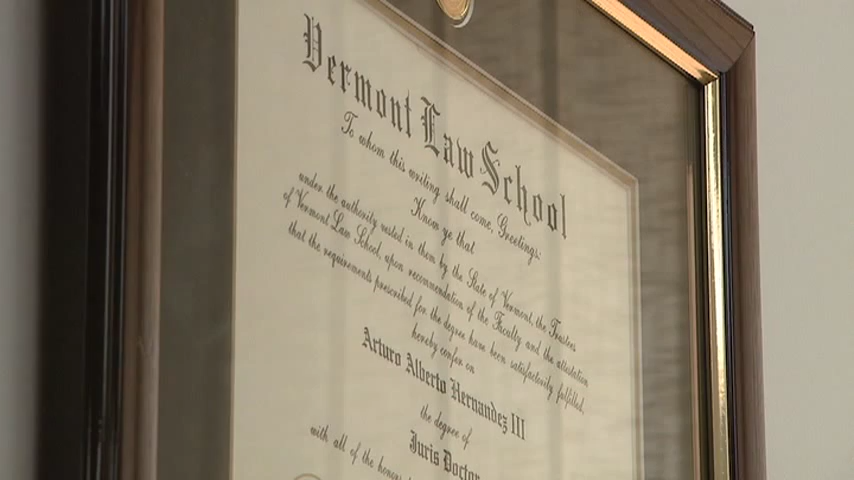 Vermont Law School
To whom this writing shall come, Greetings:
Know ye that
under the authority vested in them by the State of Vermont, the Trustees
of Vermont Law School, upon recommendation of the Faculty and the attestation
that the requirements prescribed for the degree have been satisfactorily fulfilled,
hereby confer on
Arturo Alberto Hernandez III
the degree of
Juris Doctor
with all of the honors